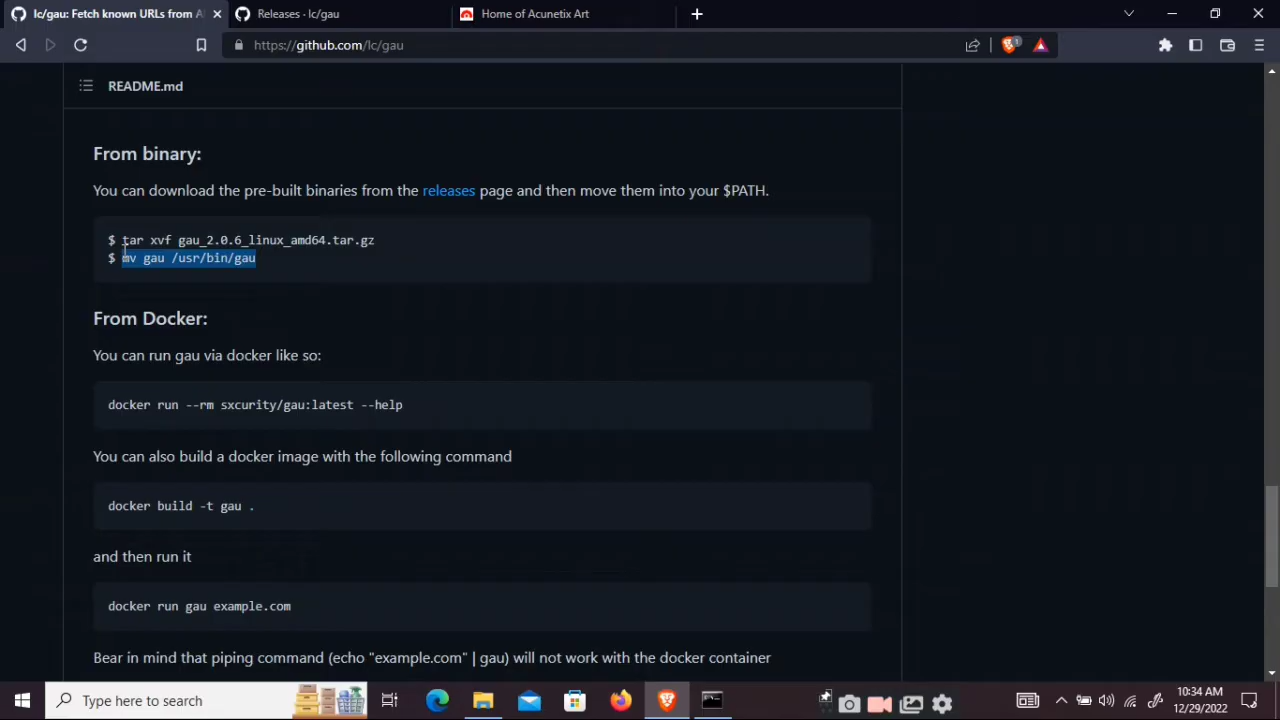 lc/gau: Fetch known URLs from Al
Releases · lc/gau
Home of Acunetix Art
https://github.com/lc/gau
1
README.md
From binary:
You can download the pre-built binaries from the releases page and then move them into your $PATH.
$ tar xvf gau_2.0.6_linux_amd64.tar.gz
$ mv gau /usr/bin/gau
From Docker:
You can run gau via docker like so:
docker run --rm sxcurity/gau:latest --help
You can also build a docker image with the following command
docker build -t gau .
and then run it
docker run gau example.com
Bear in mind that piping command (echo "example.com" | gau) will not work with the docker container
Type here to search
10:34 AM
12/29/2022